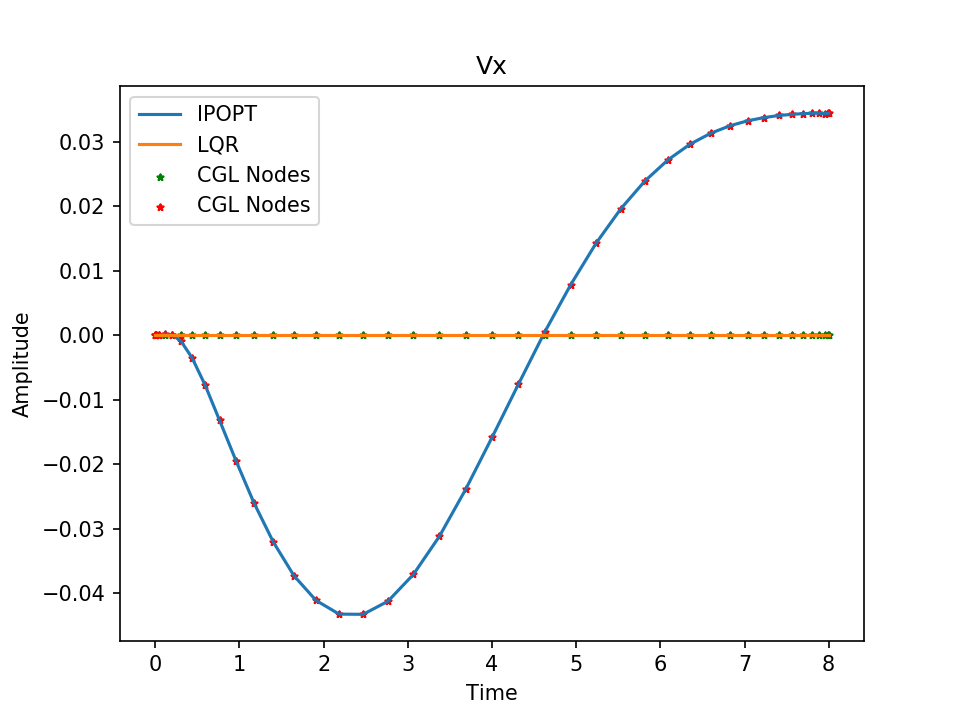 Vx
IPOPT
LQR
CGL Nodes
CGL Nodes
Amplitude
0.03
0.02
0.01
0.00
−0.01
−0.02
−0.03
−0.04
0 1 2 3 4 5 6 7 8
Time